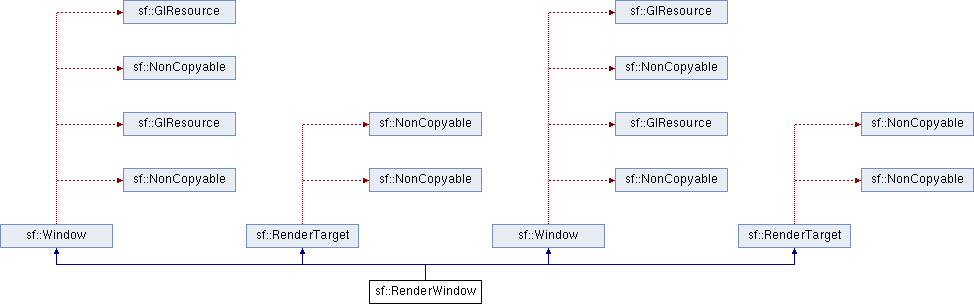 sf::GlResource sf::GlResource
sf::NonCopyable sf::NonCopyable
sf::GlResource sf::NonCopyable sf::GlResource sf::NonCopyable
sf::NonCopyable sf::NonCopyable sf::NonCopyable sf::NonCopyable
sf::Window sf::RenderTarget sf::Window sf::RenderTarget
sf::RenderWindow